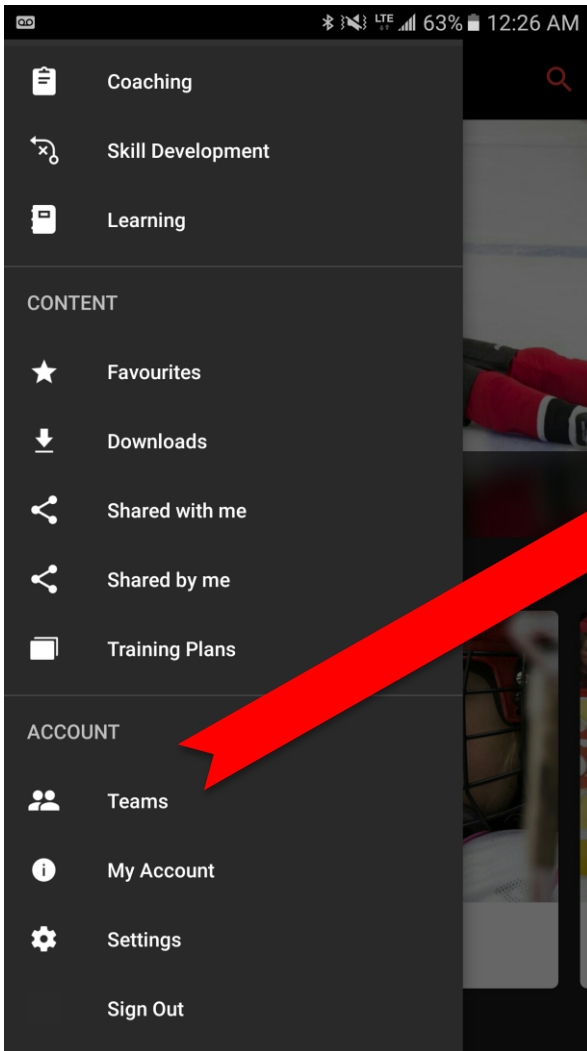 LTE 63% 12:26 AM
Coaching
Skill Development
Learning
CONTENT
Favourites
Downloads
Shared with me
Shared by me
Training Plans
ACCOUNT
Teams
My Account
Settings
Sign Out